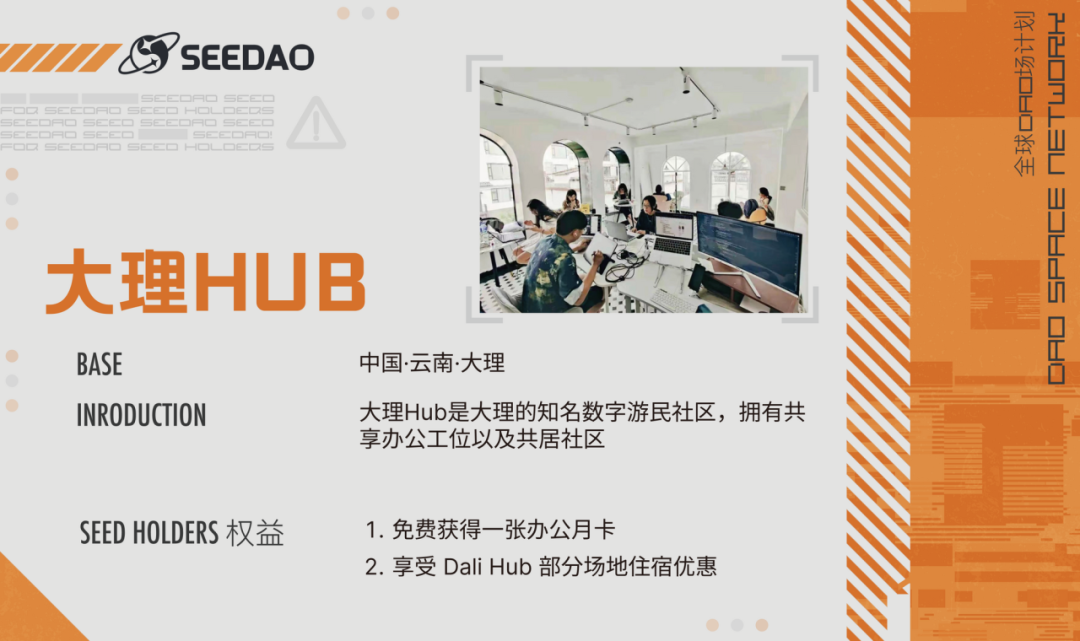 SEEDAO
SEEDAO SEED
FOR SEEDAO SEED HOLDERS
SEEDAO SEED SEEDAO SEED
SEEDAO SEED SEEDAO!
FOR SEEDAO SEED HOLDERS
大理HUB
BASE
中国·云南·大理
INRODUCTION
大理Hub是大理的知名数字游民社区，拥有共
享办公工位以及共居社区
SEED HOLDERS 权益
1. 免费获得一张办公月卡
2. 享受 Dali Hub 部分场地住宿优惠
全球DAO场计划
DAO SPACE NETWORK